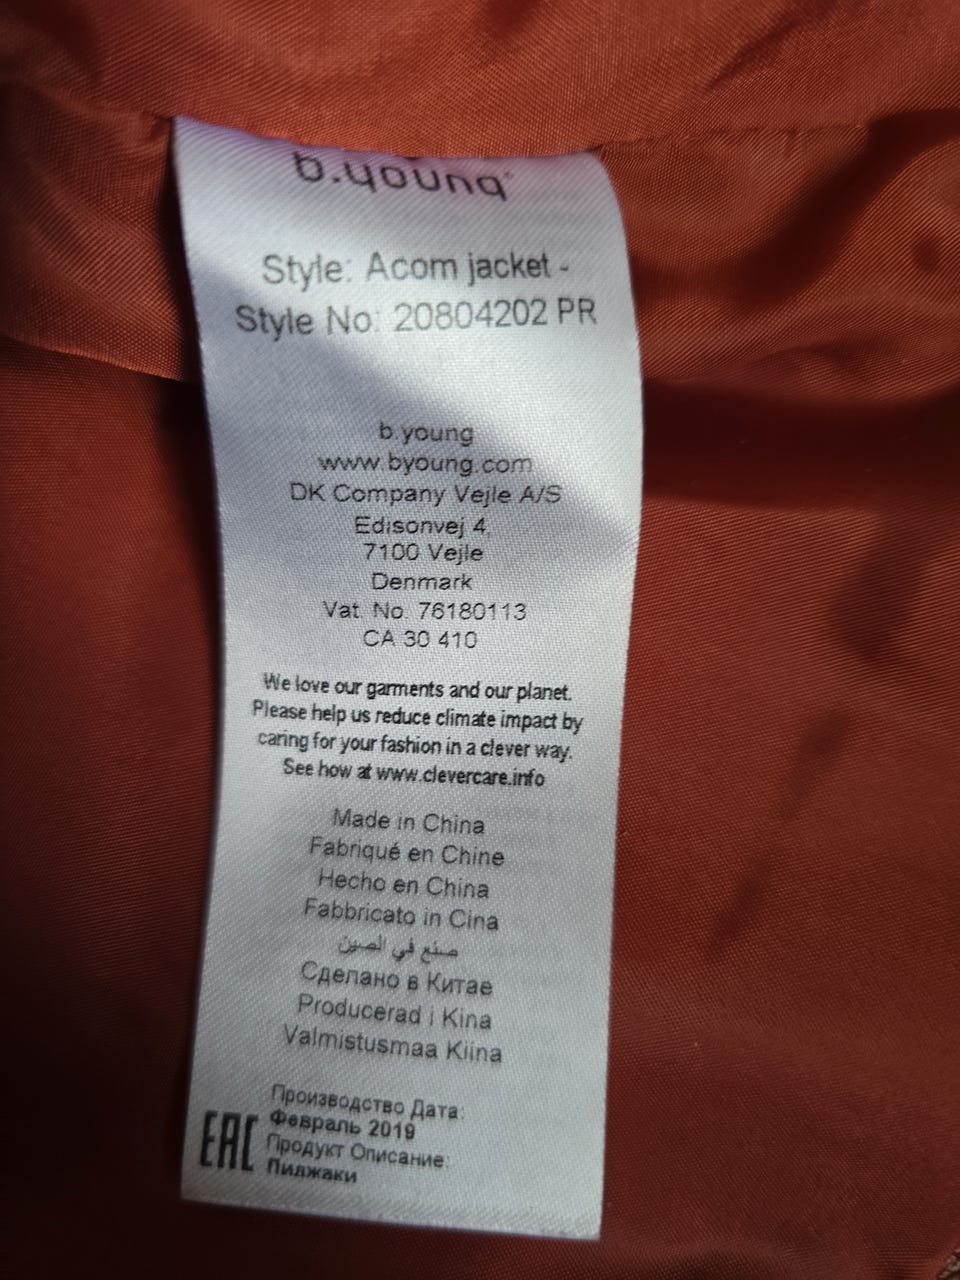 b.young®
Style: Acom jacket -
Style No: 20804202 PR
b.young
www.byoung.com
DK Company Vejle A/S
Edisonvej 4,
7100 Vejle
Denmark
Vat. No. 76180113
CA 30 410
We love our garments and our planet.
Please help us reduce climate impact by
caring for your fashion in a clever way.
See how at www.clevercare.info
Made in China
Fabriqué en Chine
Hecho en China
Fabbricato in Cina
صنع في الصين
Сделано в Китае
Producerad i Kina
Valmistusmaa Kiina
Производство Дата:
Февраль 2019
Продукт Описание:
Пиджаки
EAC